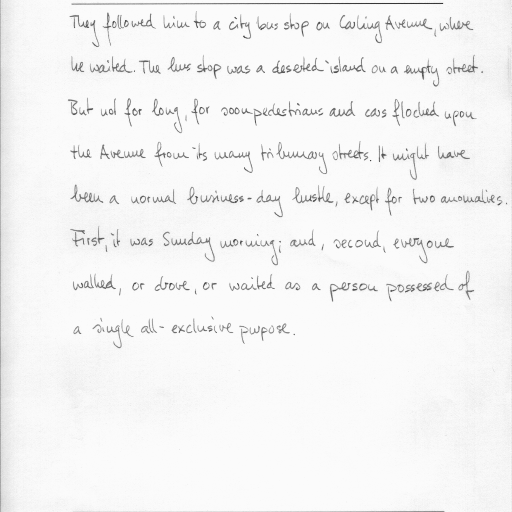 They followed him to a city bus stop on Carling Avenue, where
he waited. The bus stop was a deserted island on a empty street.
But not for long, for soon pedestrians and cars flocked upon
the Avenue from its many tributary streets. It might have
been a normal business-day bustle, except for two anomalies.
First, it was Sunday morning; and, second, everyone
walked, or drove, or waited as a person possessed of
a single all-exclusive purpose.